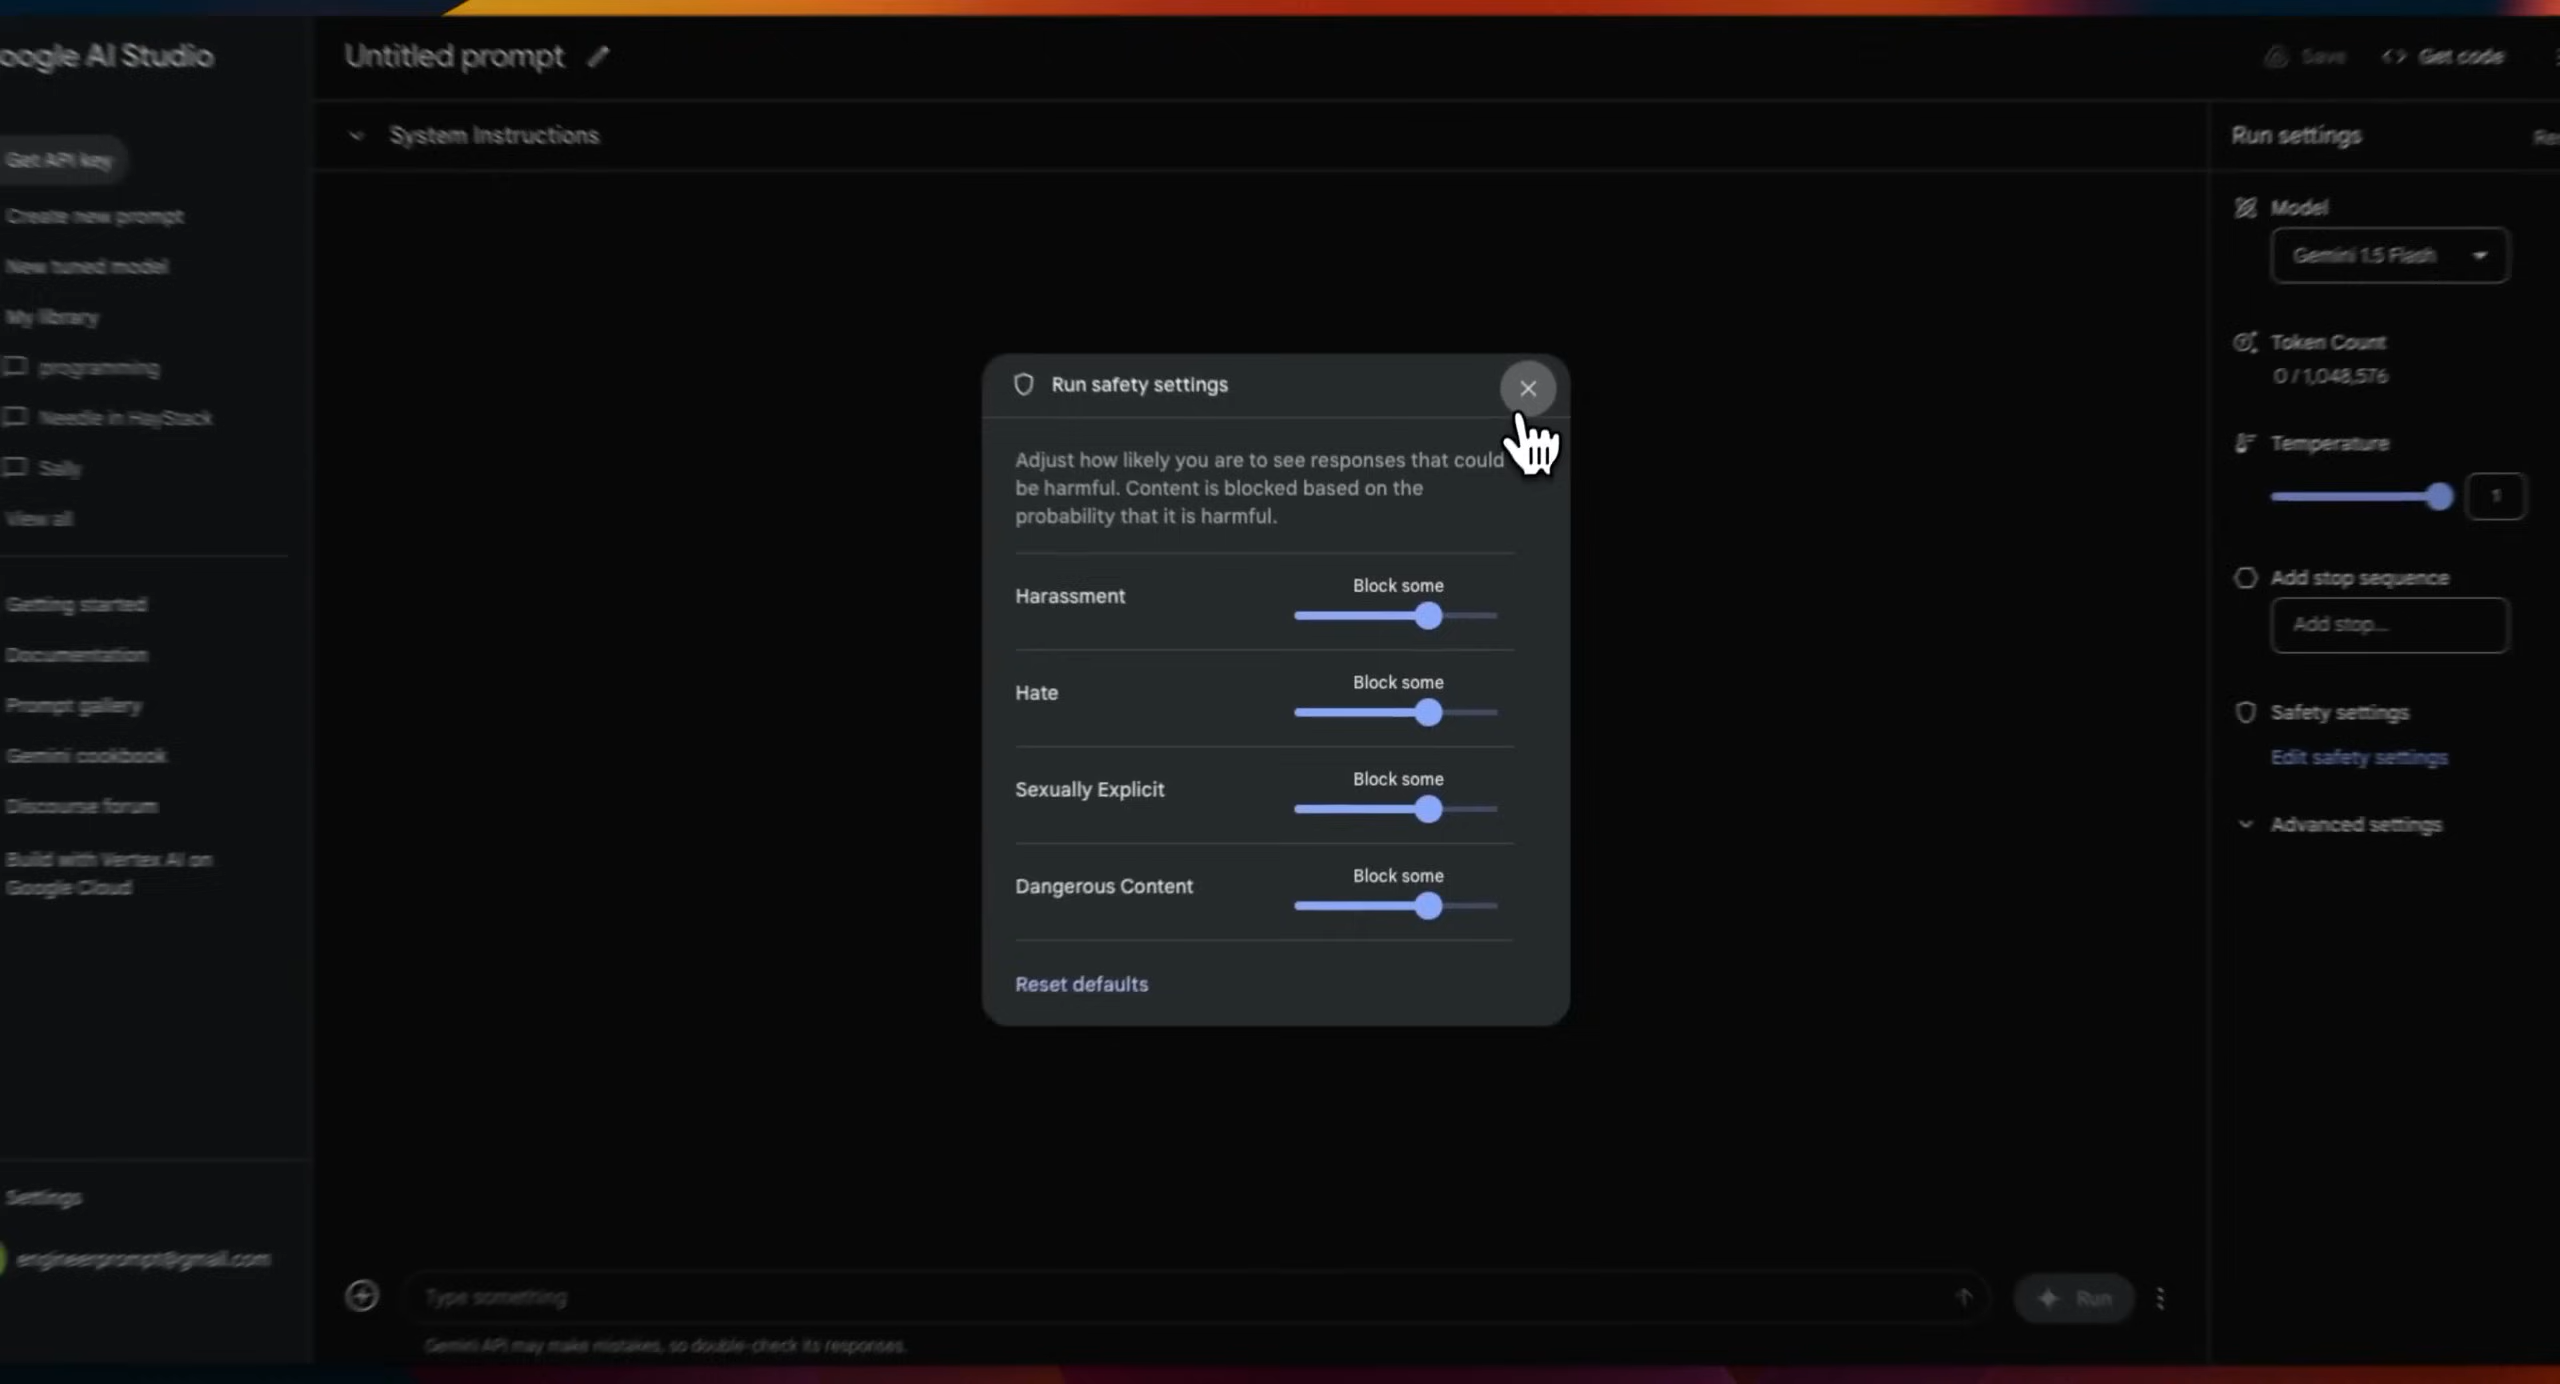 oogle AI Studio
Untitled prompt
Save
Get code
System Instructions
Get API key
Create new prompt
New tuned model
My library
programming
Needle in HayStack
Sally
View all
Getting started
Documentation
Prompt gallery
Gemini cookbook
Discourse forum
Build with Vertex AI on
Google Cloud
Settings
engineerprompt@gmail.com
Run safety settings
Adjust how likely you are to see responses that could
be harmful. Content is blocked based on the
probability that it is harmful.
Harassment
Block some
Hate
Block some
Sexually Explicit
Block some
Dangerous Content
Block some
Reset defaults
Type something
Run
Gemini API may make mistakes, so double-check its responses.
Run settings
Res
Model
Gemini 1.5 Flash
Token Count
0 / 1,048,576
Temperature
1
Add stop sequence
Add stop...
Safety settings
Edit safety settings
Advanced settings